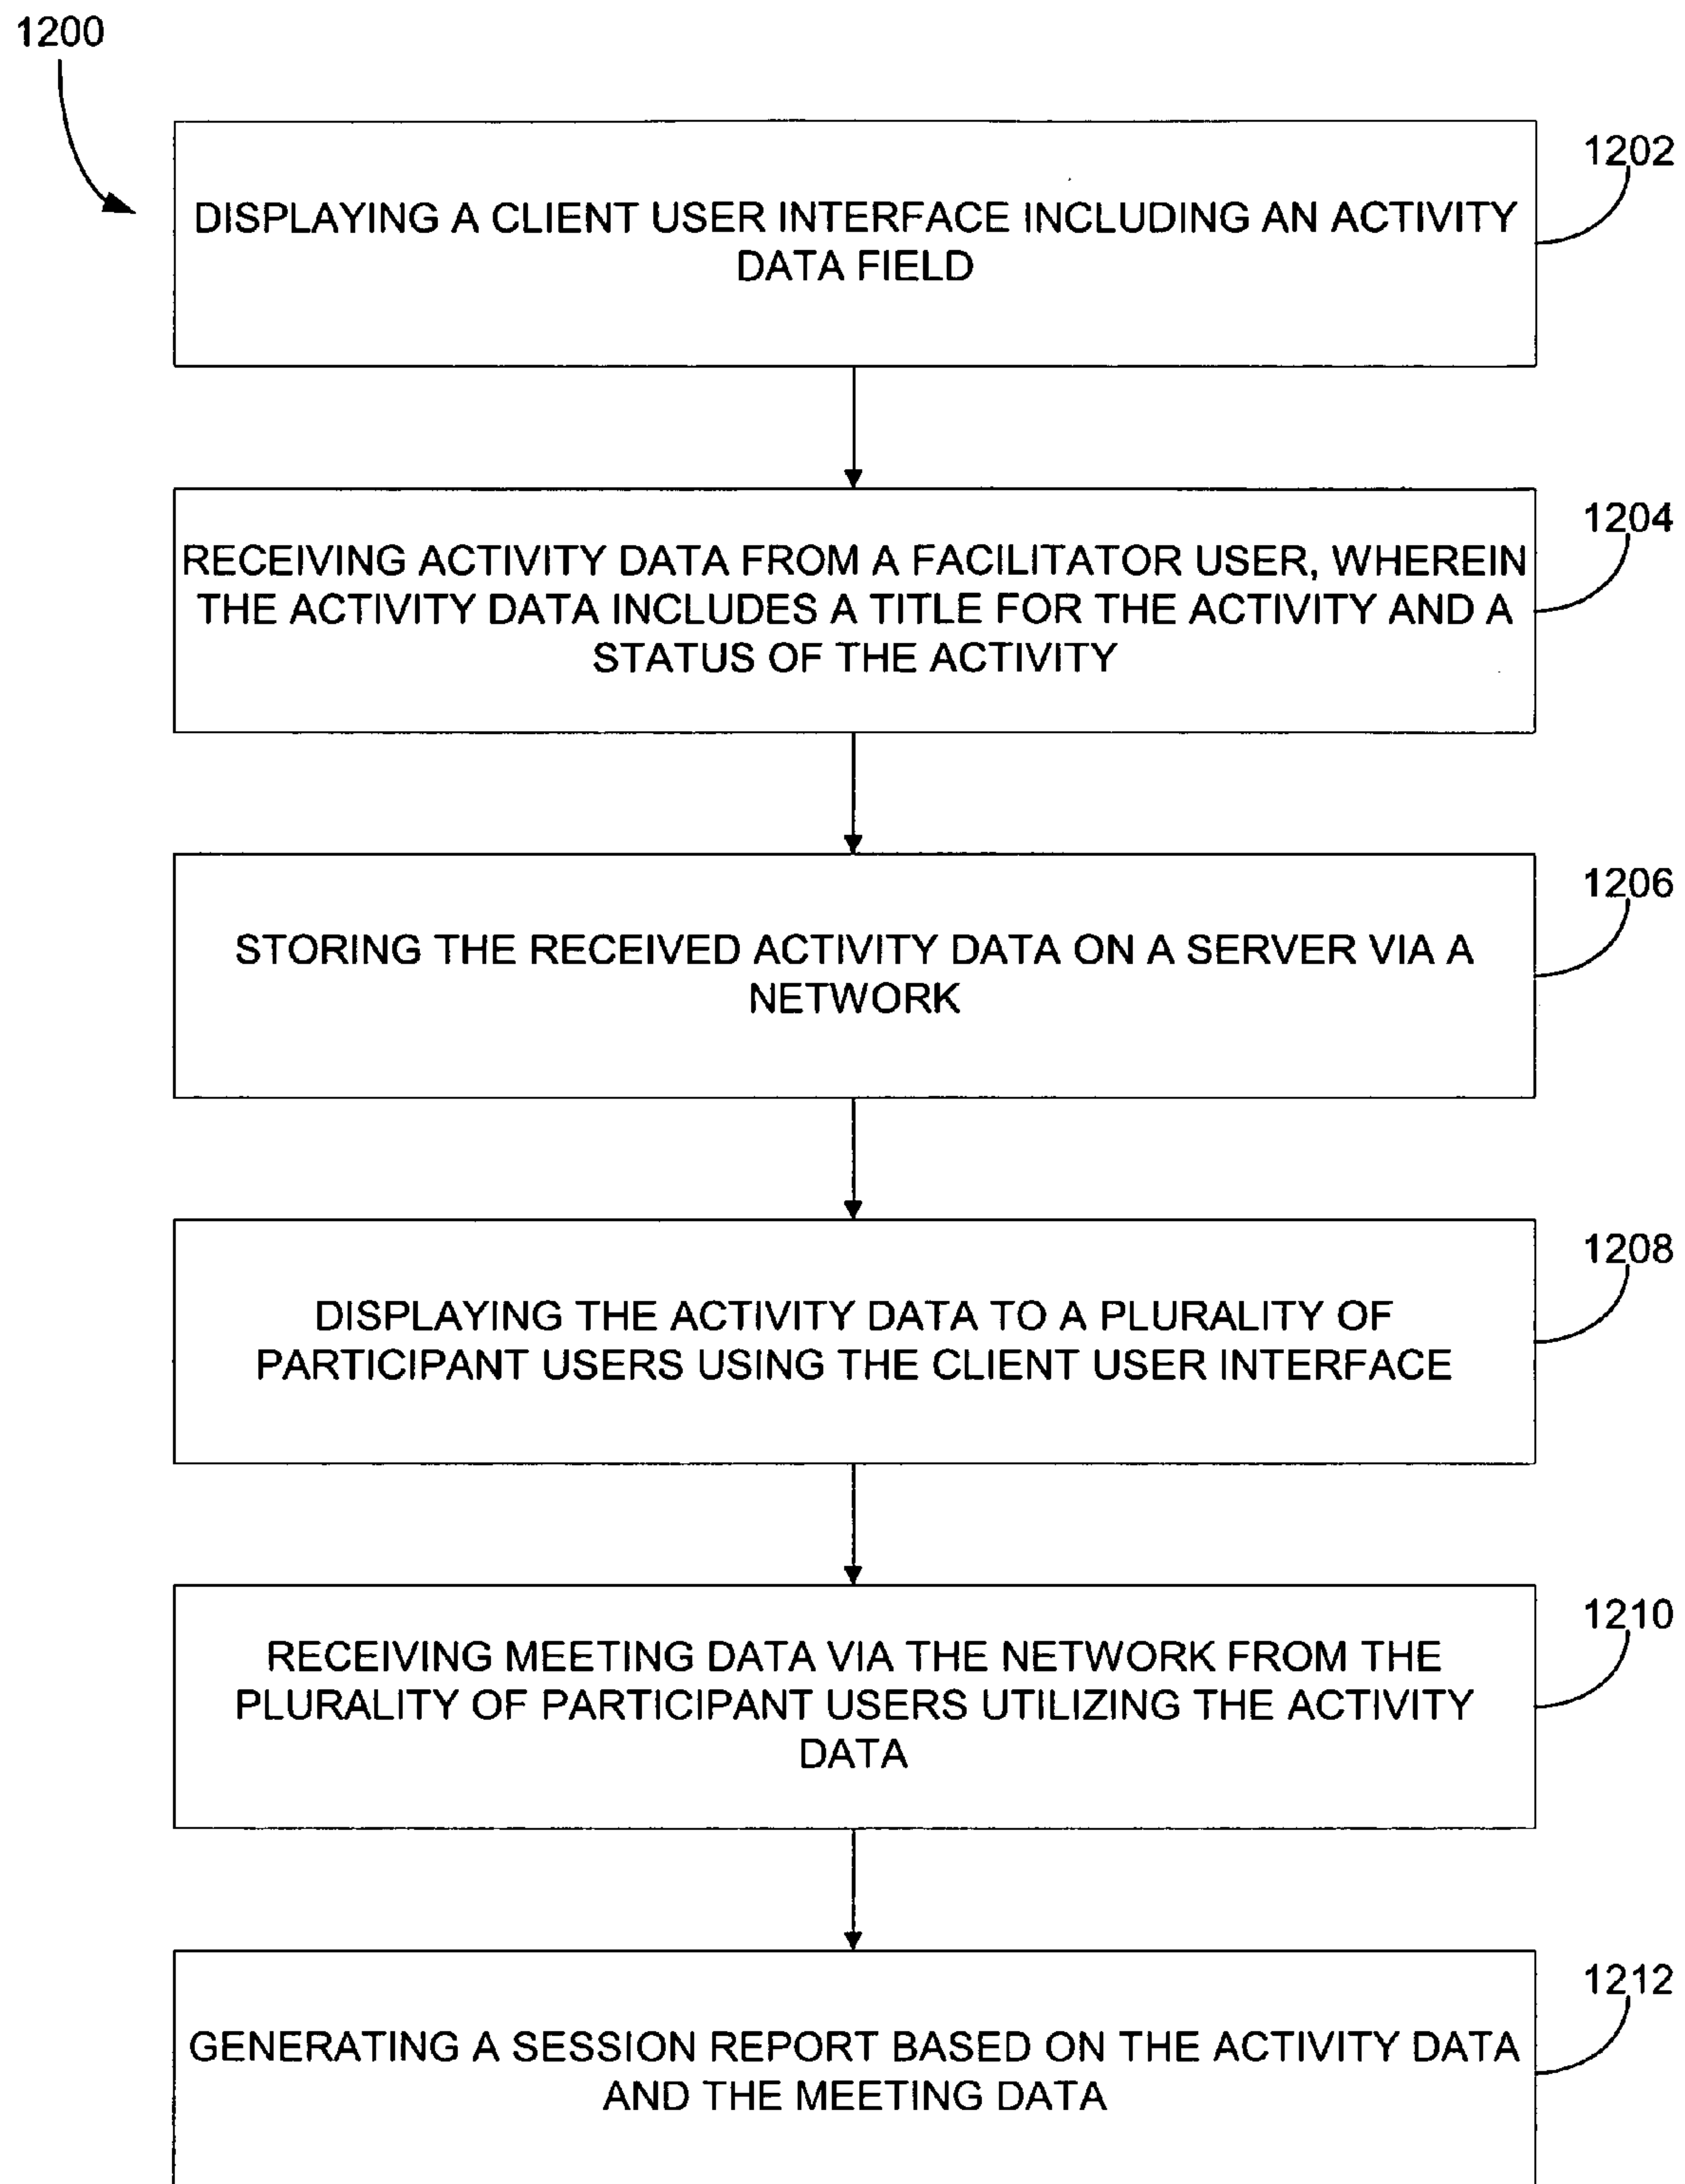 1200
1202
DISPLAYING A CLIENT USER INTERFACE INCLUDING AN ACTIVITY
DATA FIELD
1204
RECEIVING ACTIVITY DATA FROM A FACILITATOR USER, WHEREIN
THE ACTIVITY DATA INCLUDES A TITLE FOR THE ACTIVITY AND A
STATUS OF THE ACTIVITY
1206
STORING THE RECEIVED ACTIVITY DATA ON A SERVER VIA A
NETWORK
1208
DISPLAYING THE ACTIVITY DATA TO A PLURALITY OF
PARTICIPANT USERS USING THE CLIENT USER INTERFACE
1210
RECEIVING MEETING DATA VIA THE NETWORK FROM THE
PLURALITY OF PARTICIPANT USERS UTILIZING THE ACTIVITY
DATA
1212
GENERATING A SESSION REPORT BASED ON THE ACTIVITY DATA
AND THE MEETING DATA